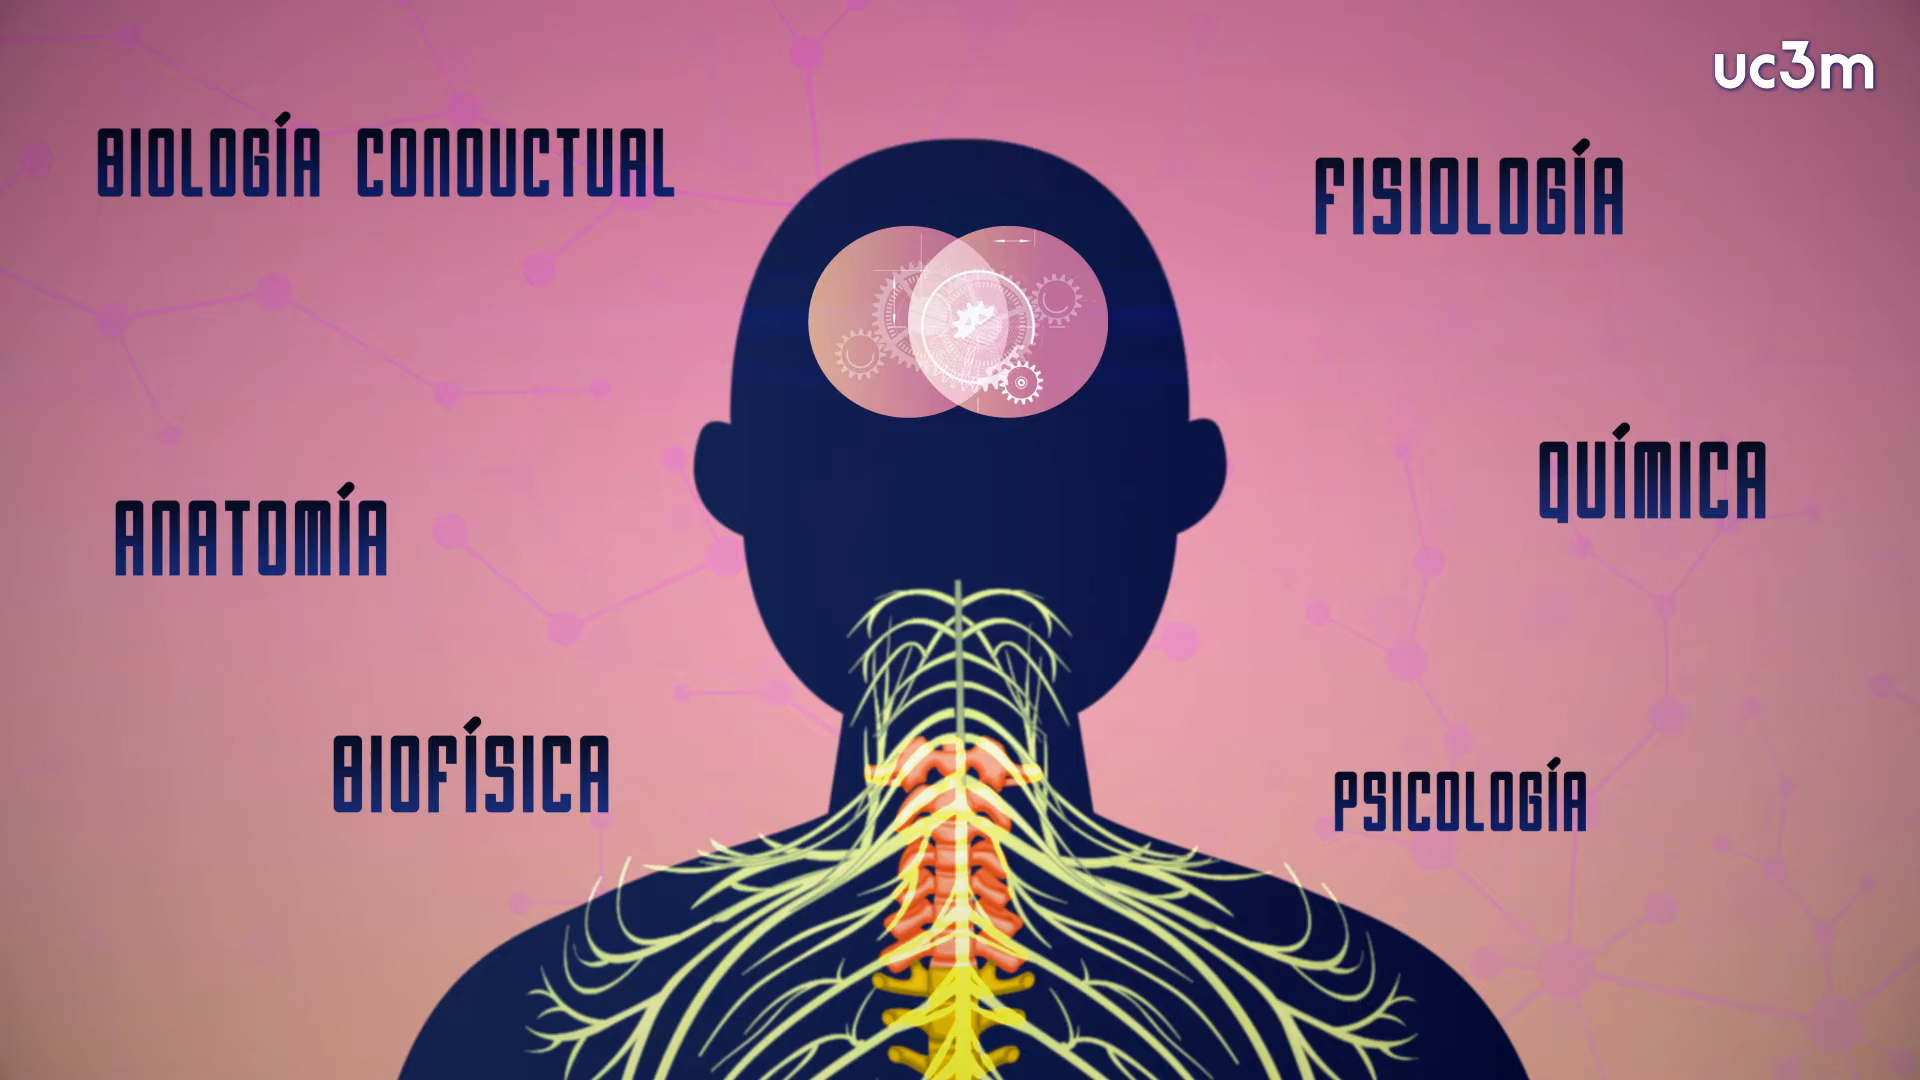 uc3m
BIOLOGÍA CONDUCTUAL
FISIOLOGÍA
QUÍMICA
ANATOMÍA
BIOFÍSICA
PSICOLOGÍA